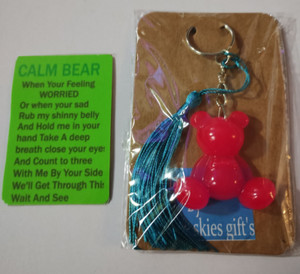 CALM BEAR
When Your Feeling
WORRIED
Or when your sad
Rub my shinny belly
And Hold me in your
hand Take A deep
breath close your eyes
And Count to three
With Me By Your Side
We'll Get Through This
Wait And See
skies gift's